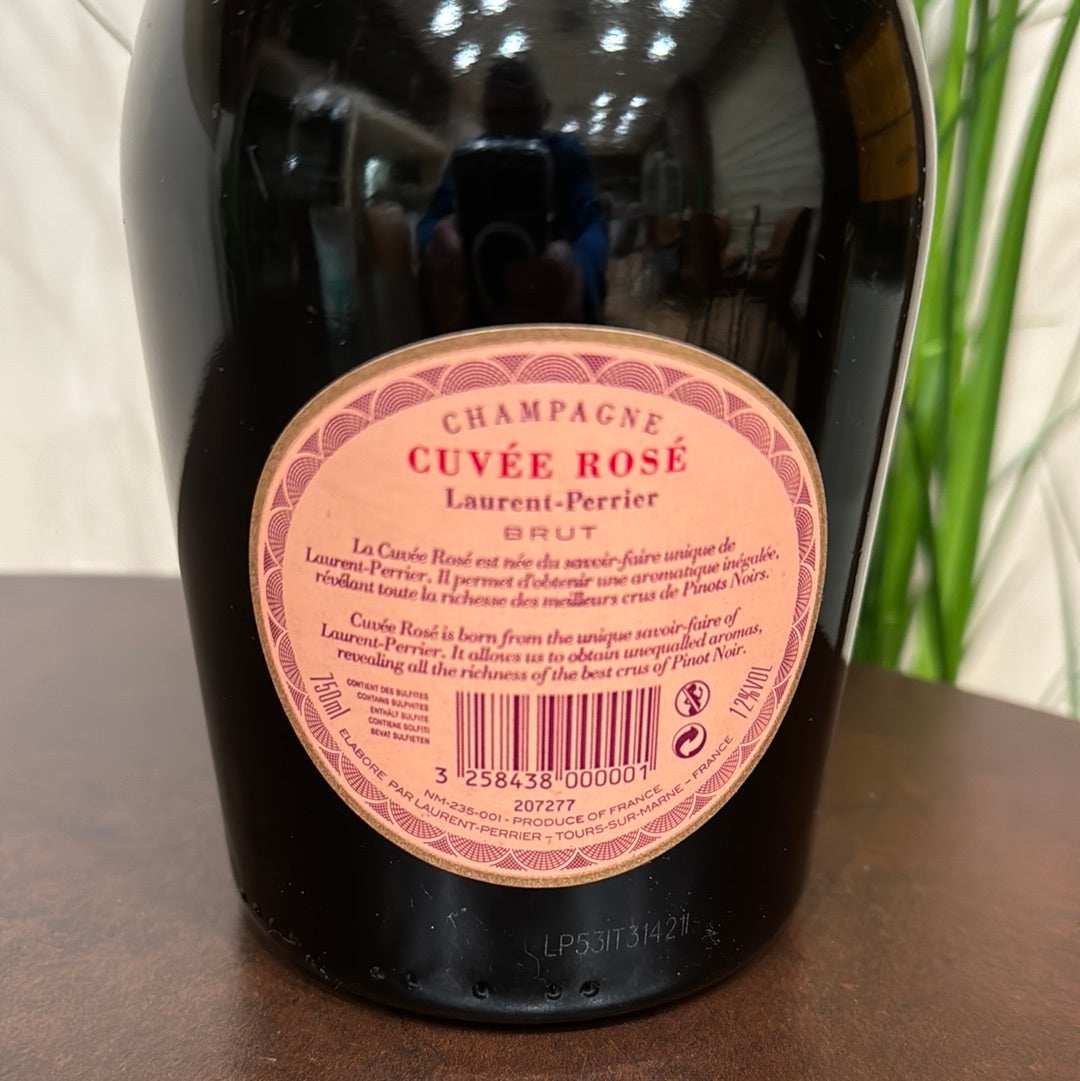 CHAMPAGNE
CUVÉE ROSÉ
Laurent-Perrier
BRUT
La Cuvée Rosé est née du savoir-faire unique de
Laurent-Perrier. Il permet d'obtenir une aromatique inégalée,
révélant toute la richesse des meilleurs crus de Pinots Noirs.
Cuvée Rosé is born from the unique savoir-faire of
Laurent-Perrier. It allows us to obtain unequalled aromas,
revealing all the richness of the best crus of Pinot Noir.
750ml
CONTIENT DES SULFITES
CONTAINS SULPHITES
ENTHÄLT SULFITE
CONTIENE SOLFITI
BEVAT SULFIETEN
12%VOL
3 258438 000001
207277
NM-235-001 - PRODUCE OF FRANCE
ELABORÉ PAR LAURENT-PERRIER - TOURS-SUR-MARNE - FRANCE
LP53IT314211